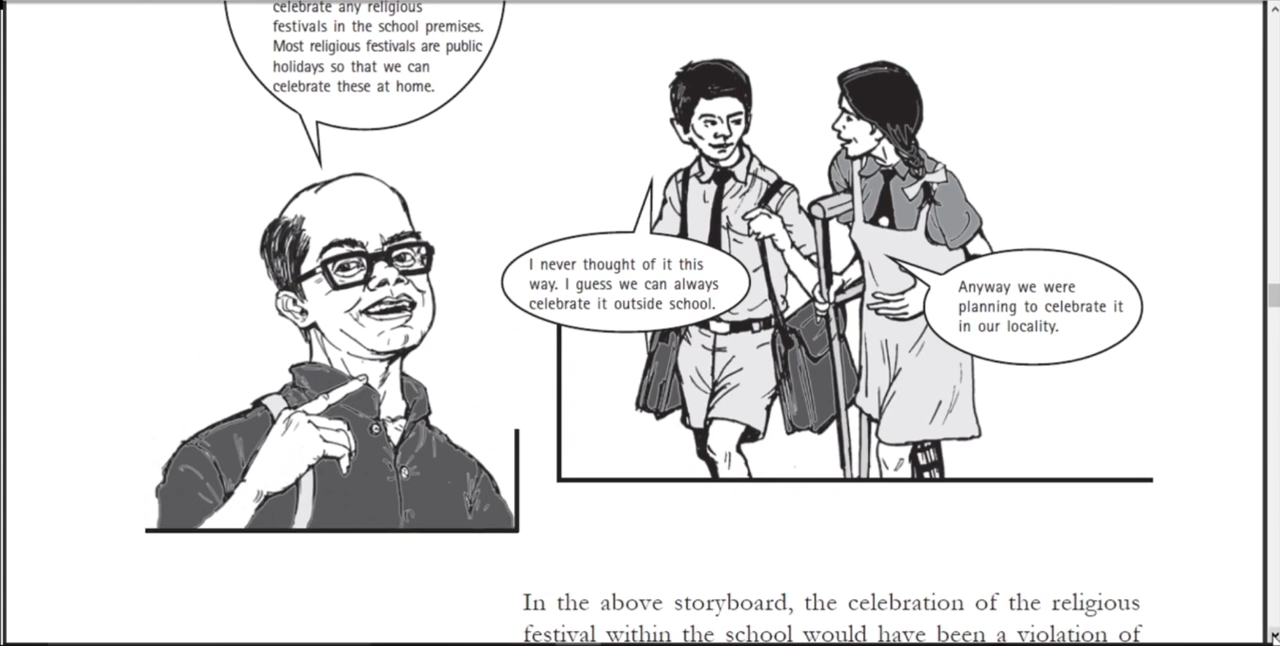 celebrate any religious
festivals in the school premises.
Most religious festivals are public
holidays so that we can
celebrate these at home.
I never thought of it this
way. I guess we can always
celebrate it outside school.
Anyway we were
planning to celebrate it
in our locality.
In the above storyboard, the celebration of the religious
festival within the school would have been a violation of